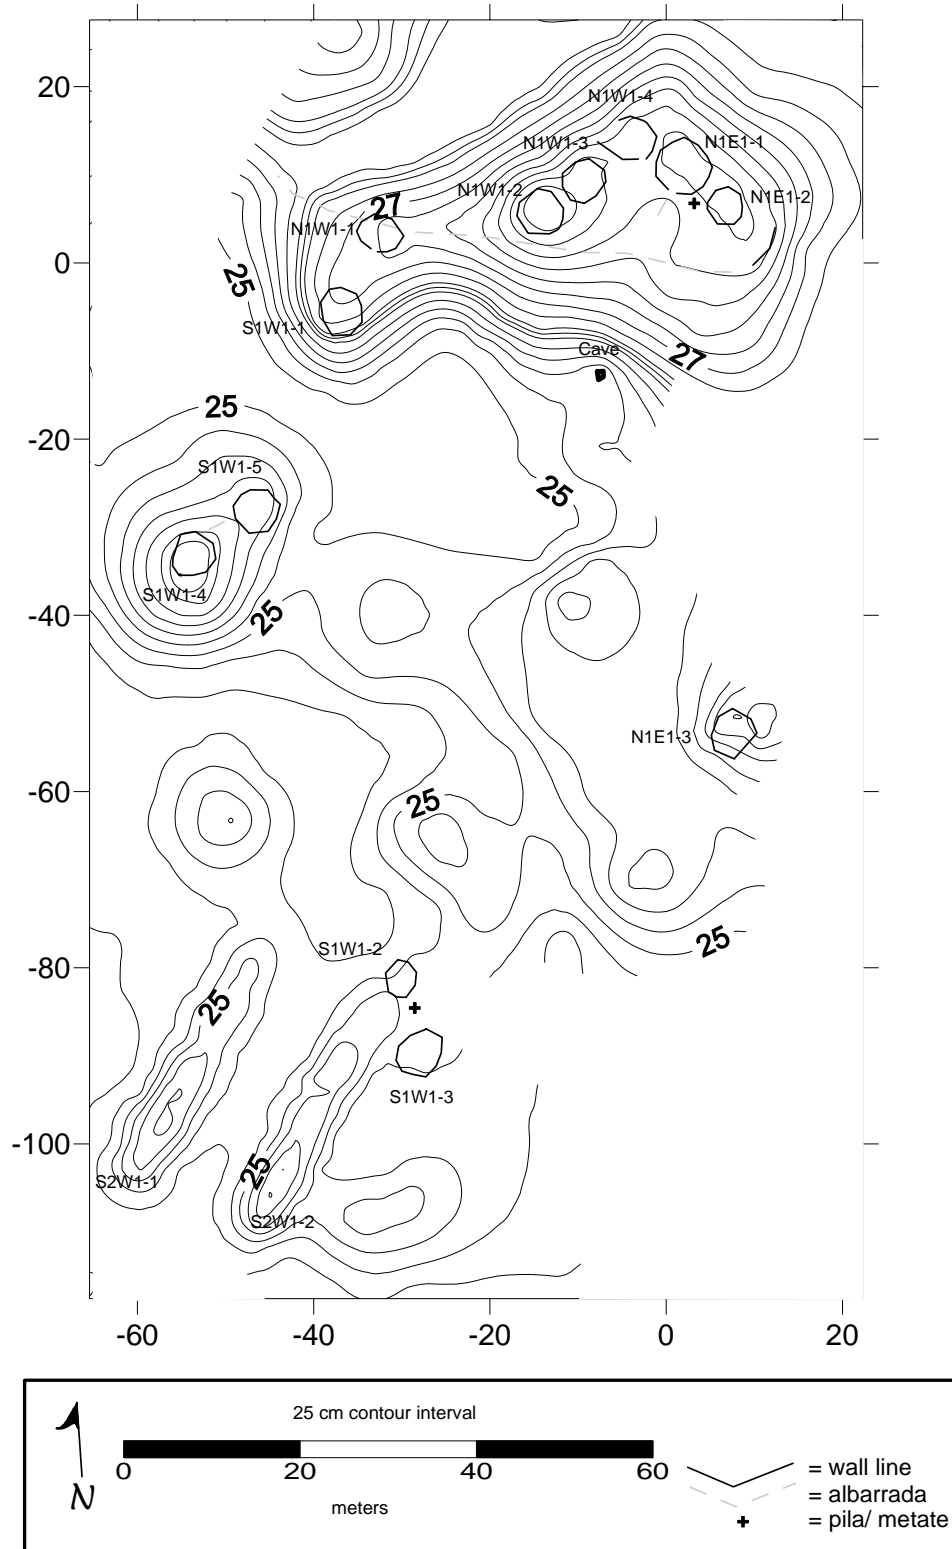 20
N1W1-4
N1W1-3
N1E1-1
N1W1-2
N1E1-2
27
N1W1-1
0
25
S1W1-1
Cave
27
25
-20
S1W1-5
25
S1W1-4
-40
25
N1E1-3
-60
25
25
S1W1-2
-80
25
S1W1-3
-100
25
S2W1-1
S2W1-2
-60 -40 -20 0 20
25 cm contour interval
0 20 40 60
meters
N
= wall line
= albarrada
= pila/ metate